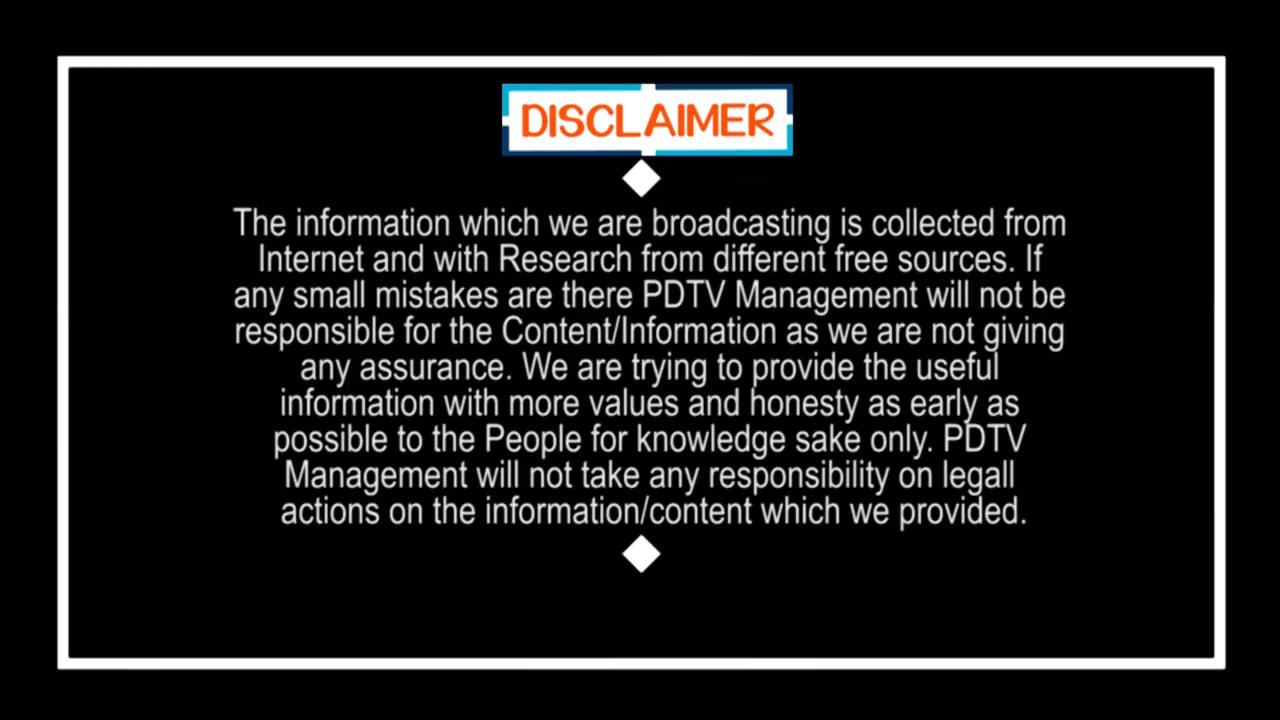 DISCLAIMER
The information which we are broadcasting is collected from
Internet and with Research from different free sources. If
any small mistakes are there PDTV Management will not be
responsible for the Content/Information as we are not giving
any assurance. We are trying to provide the useful
information with more values and honesty as early as
possible to the People for knowledge sake only. PDTV
Management will not take any responsibility on legall
actions on the information/content which we provided.